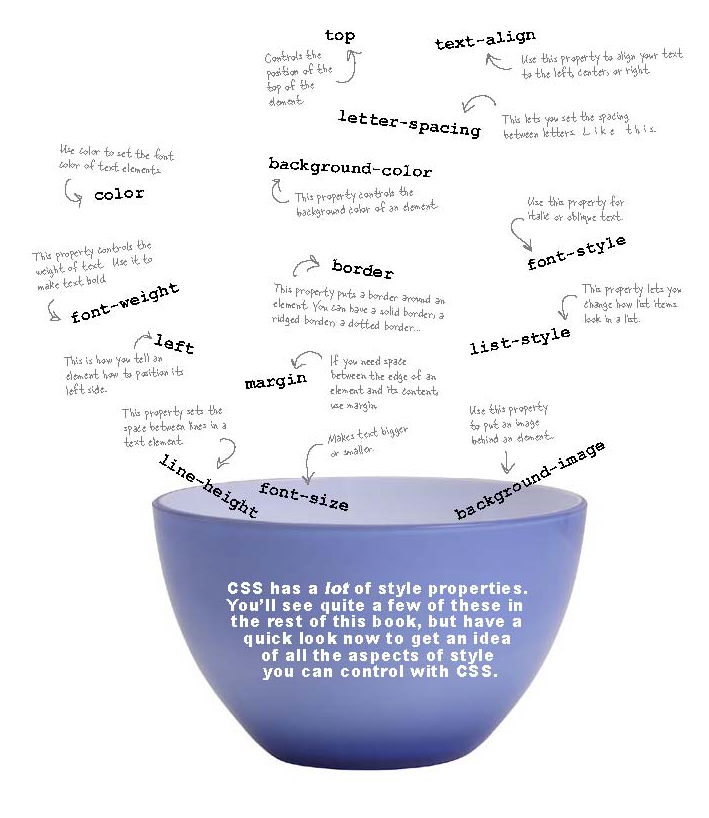 top
Controls the
position of the
top of the
element.
text-align
Use this property to align your text
to the left, center, or right.
letter-spacing
This lets you set the spacing
between letters. L i k e  t h i s.
Use color to set the font
color of text elements.
color
background-color
This property controls the
background color of an element.
Use this property for
italic or oblique text.
font-style
This property controls the
weight of text. Use it to
make text bold.
font-weight
border
This property puts a border around an
element. You can have a solid border, a
ridged border, a dotted border...
This property lets you
change how list items
look in a list.
list-style
left
This is how you tell an
element how to position its
left side.
margin
If you need space
between the edge of an
element and its content,
use margin.
This property sets the
space between lines in a
text element.
line-height
Makes text bigger
or smaller.
font-size
Use this property
to put an image
behind an element.
background-image
CSS has a lot of style properties.
You'll see quite a few of these in
the rest of this book, but have a
quick look now to get an idea
of all the aspects of style
you can control with CSS.